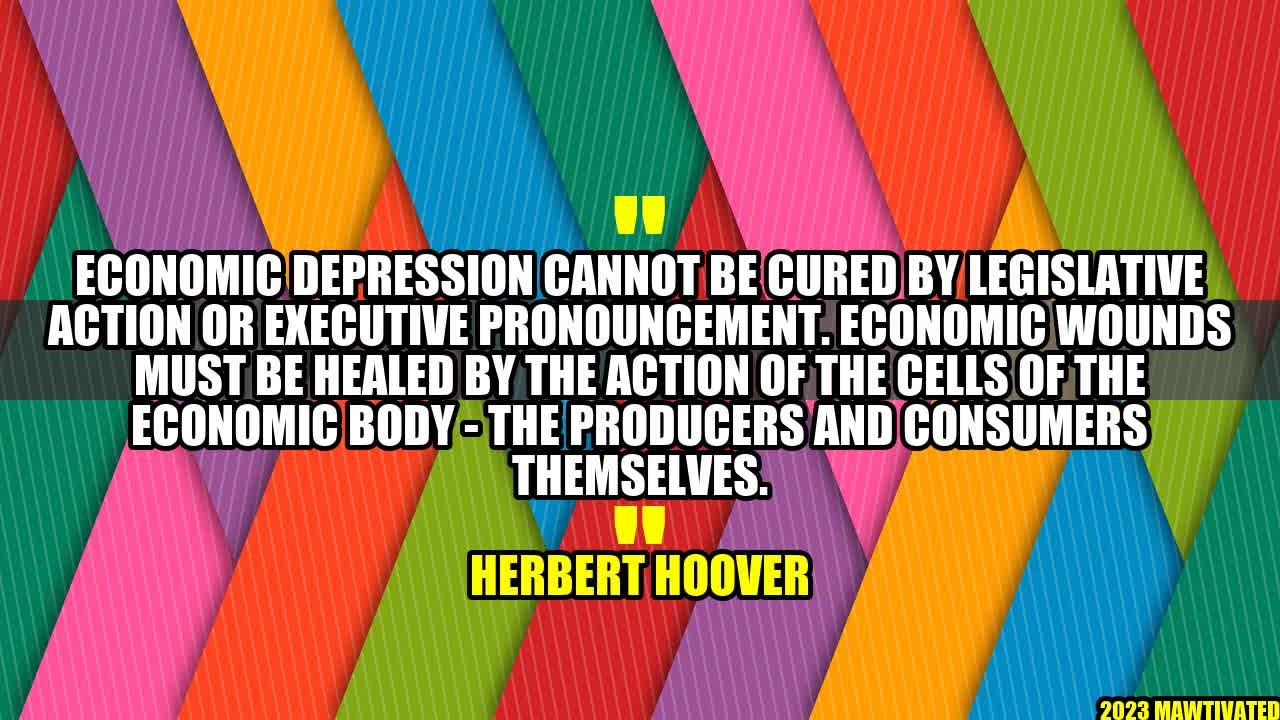 "
ECONOMIC DEPRESSION CANNOT BE CURED BY LEGISLATIVE
ACTION OR EXECUTIVE PRONOUNCEMENT. ECONOMIC WOUNDS
MUST BE HEALED BY THE ACTION OF THE CELLS OF THE
ECONOMIC BODY - THE PRODUCERS AND CONSUMERS
THEMSELVES.
"
HERBERT HOOVER
2023 MAWTIVATED